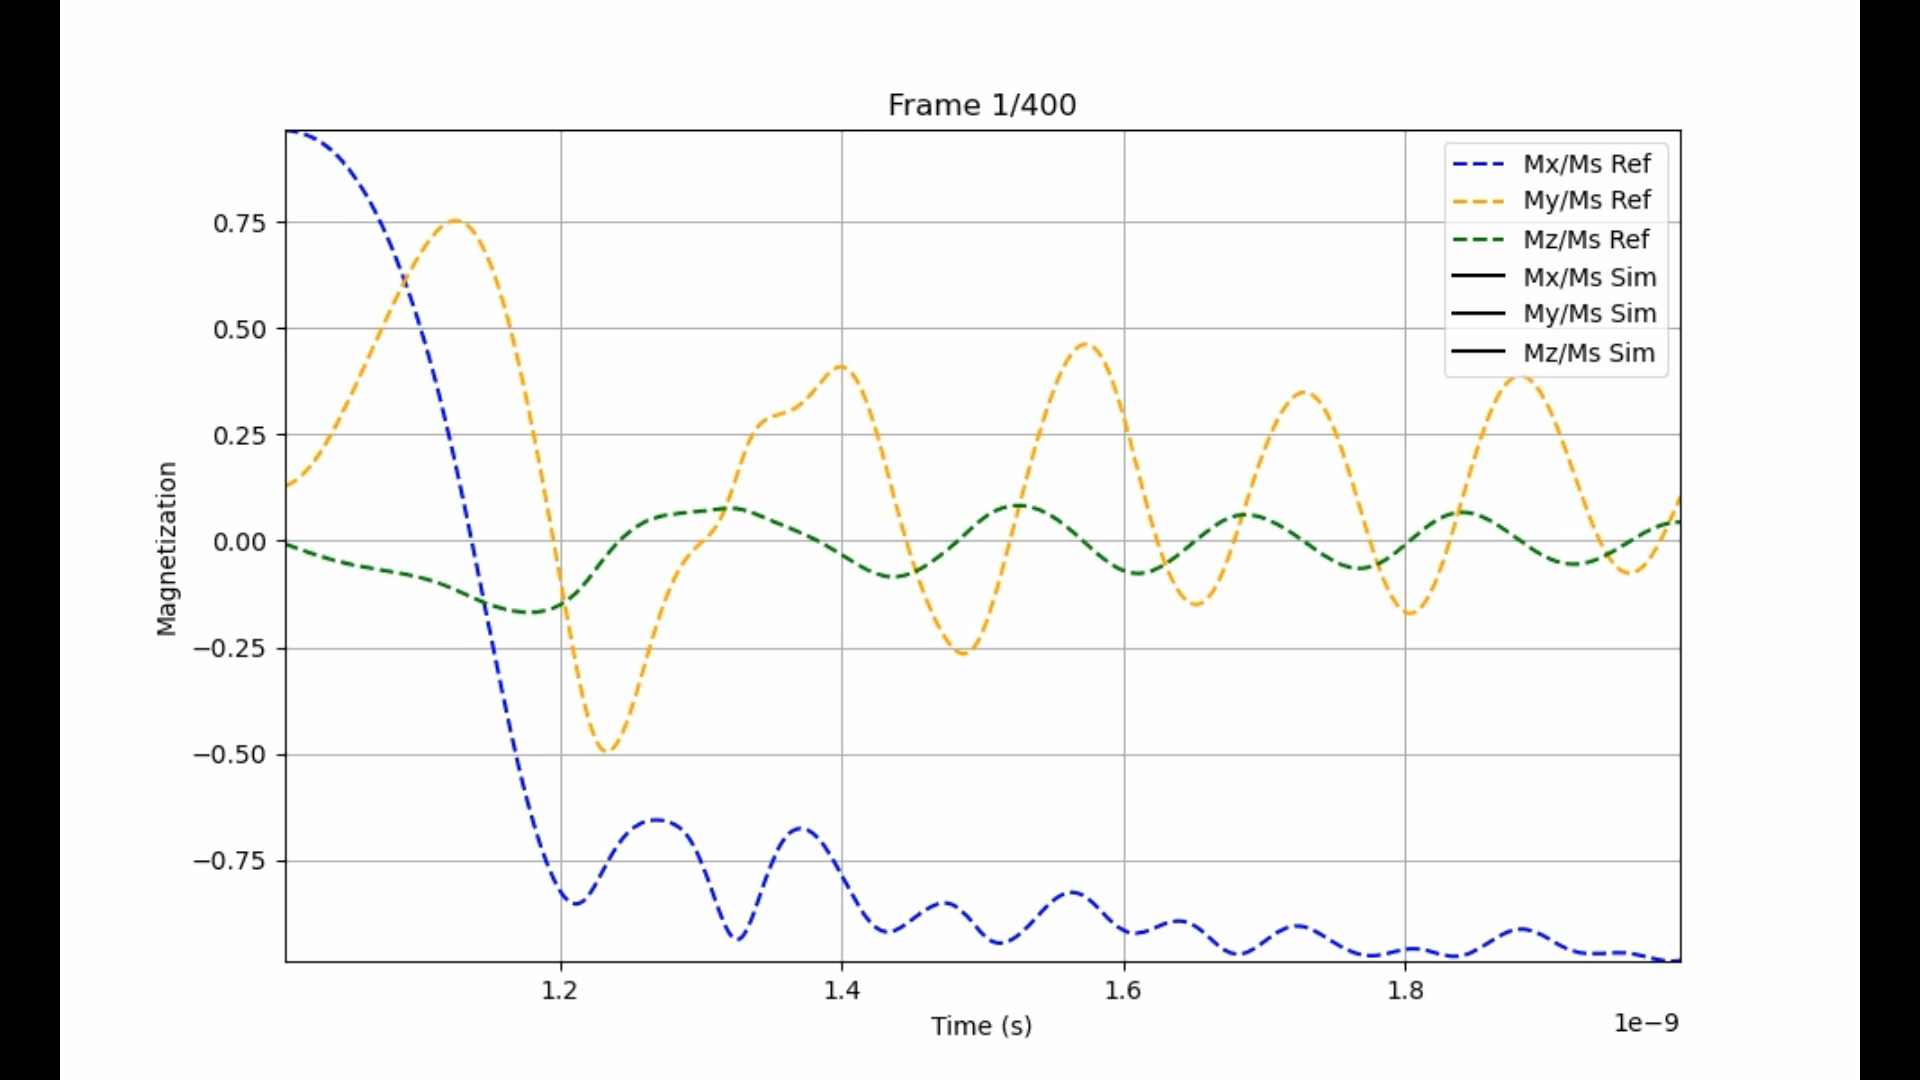 Frame 1/400
Mx/Ms Ref
My/Ms Ref
Mz/Ms Ref
Mx/Ms Sim
My/Ms Sim
Mz/Ms Sim
Magnetization
0.75
0.50
0.25
0.00
−0.25
−0.50
−0.75
1.2
1.4
1.6
1.8
Time (s)
1e−9